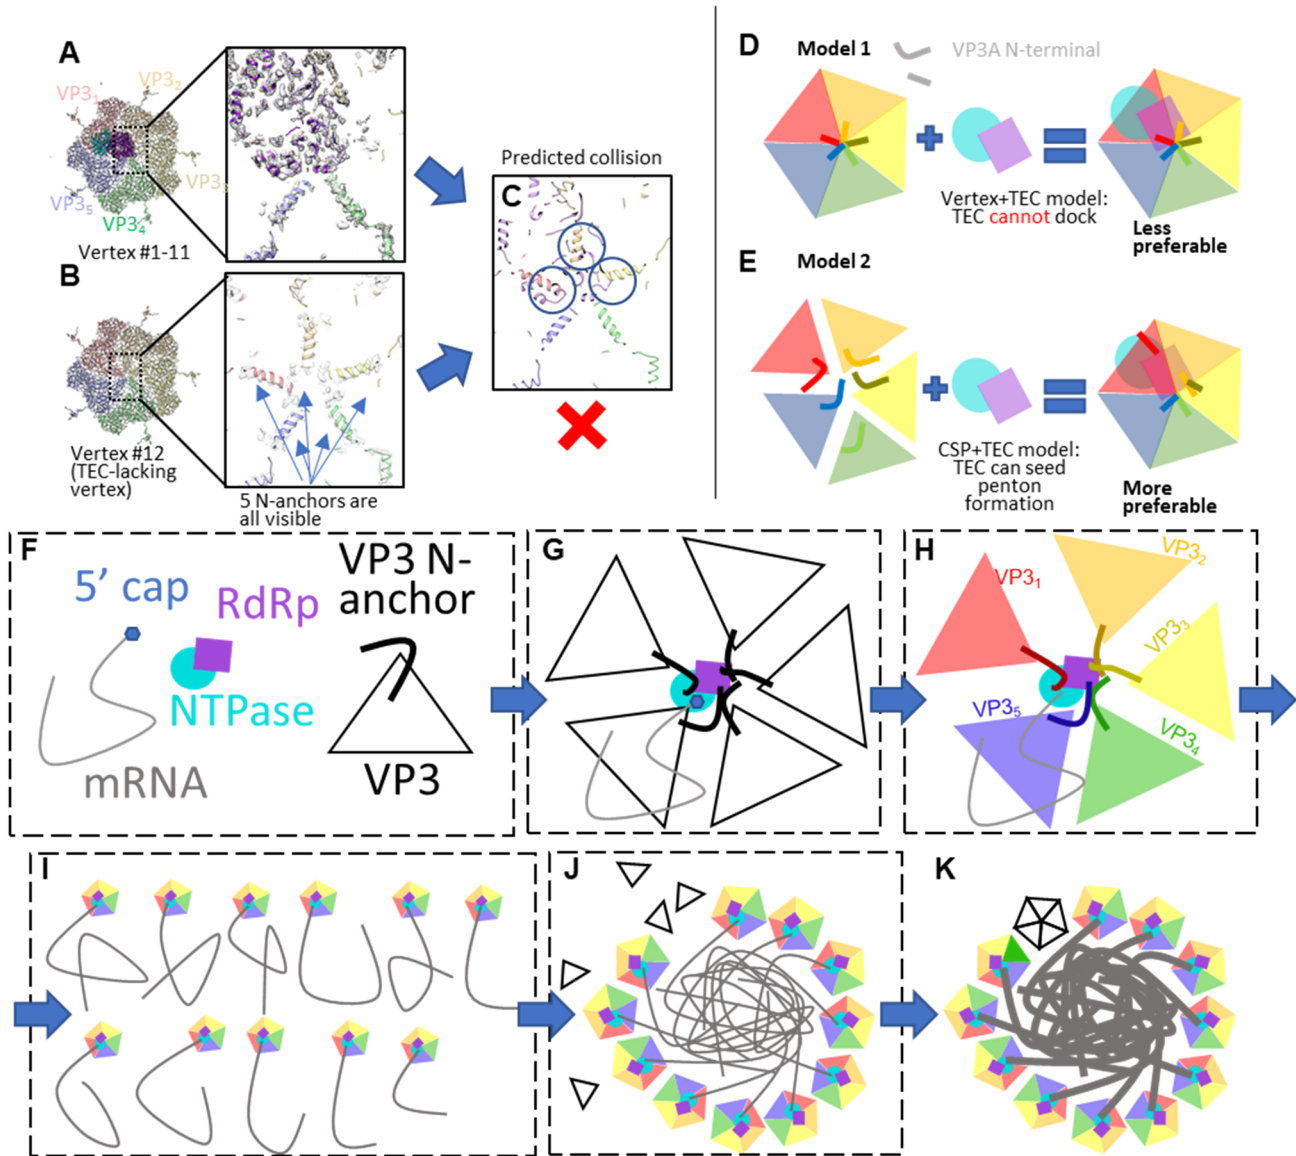 A
VP3₁
VP3₂
VP3₃
VP3₅
VP3₄
Vertex #1-11
B
Vertex #12
(TEC-lacking
vertex)
5 N-anchors are
all visible
Predicted collision
C
D
Model 1
VP3A N-terminal
Vertex+TEC model:
TEC cannot dock
Less
preferable
E
Model 2
CSP+TEC model:
TEC can seed
penton
formation
More
preferable
F
5’ cap
RdRp
NTPase
mRNA
VP3 N-
anchor
VP3
G
H
VP3₁
VP3₂
VP3₃
VP3₅
VP3₄
I
J
K